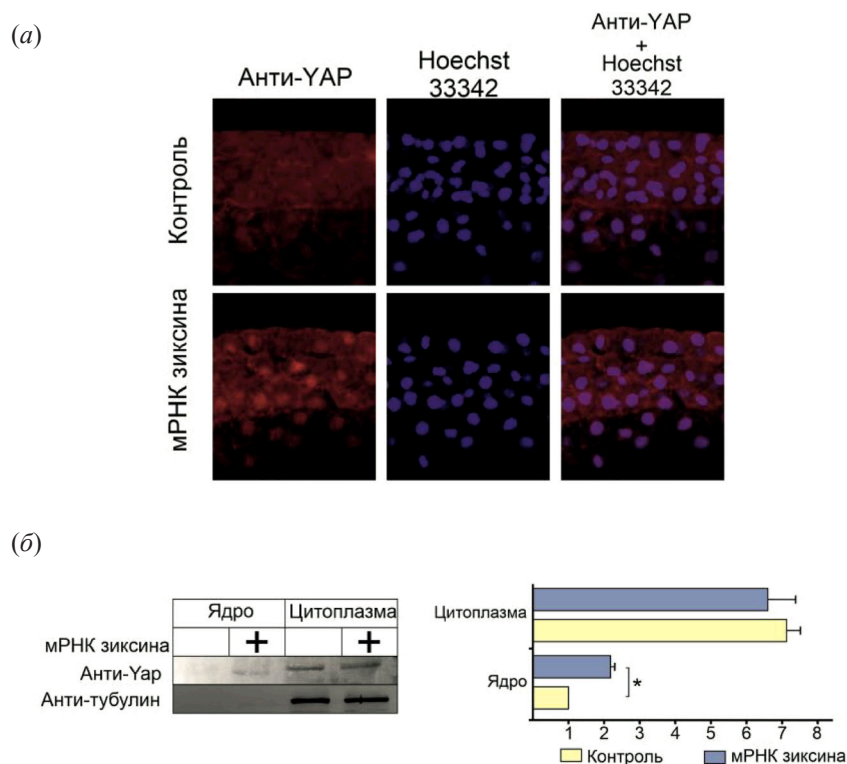 (а)
Анти-YAP
Hoechst
33342
Анти-YAP
+
Hoechst
33342
Контроль
мРНК зиксина
(б)
Ядро Цитоплазма
мРНК зиксина + +
Анти-Yap
Анти-тубулин
Цитоплазма
Ядро
*
1 2 3 4 5 6 7 8
Контроль мРНК зиксина